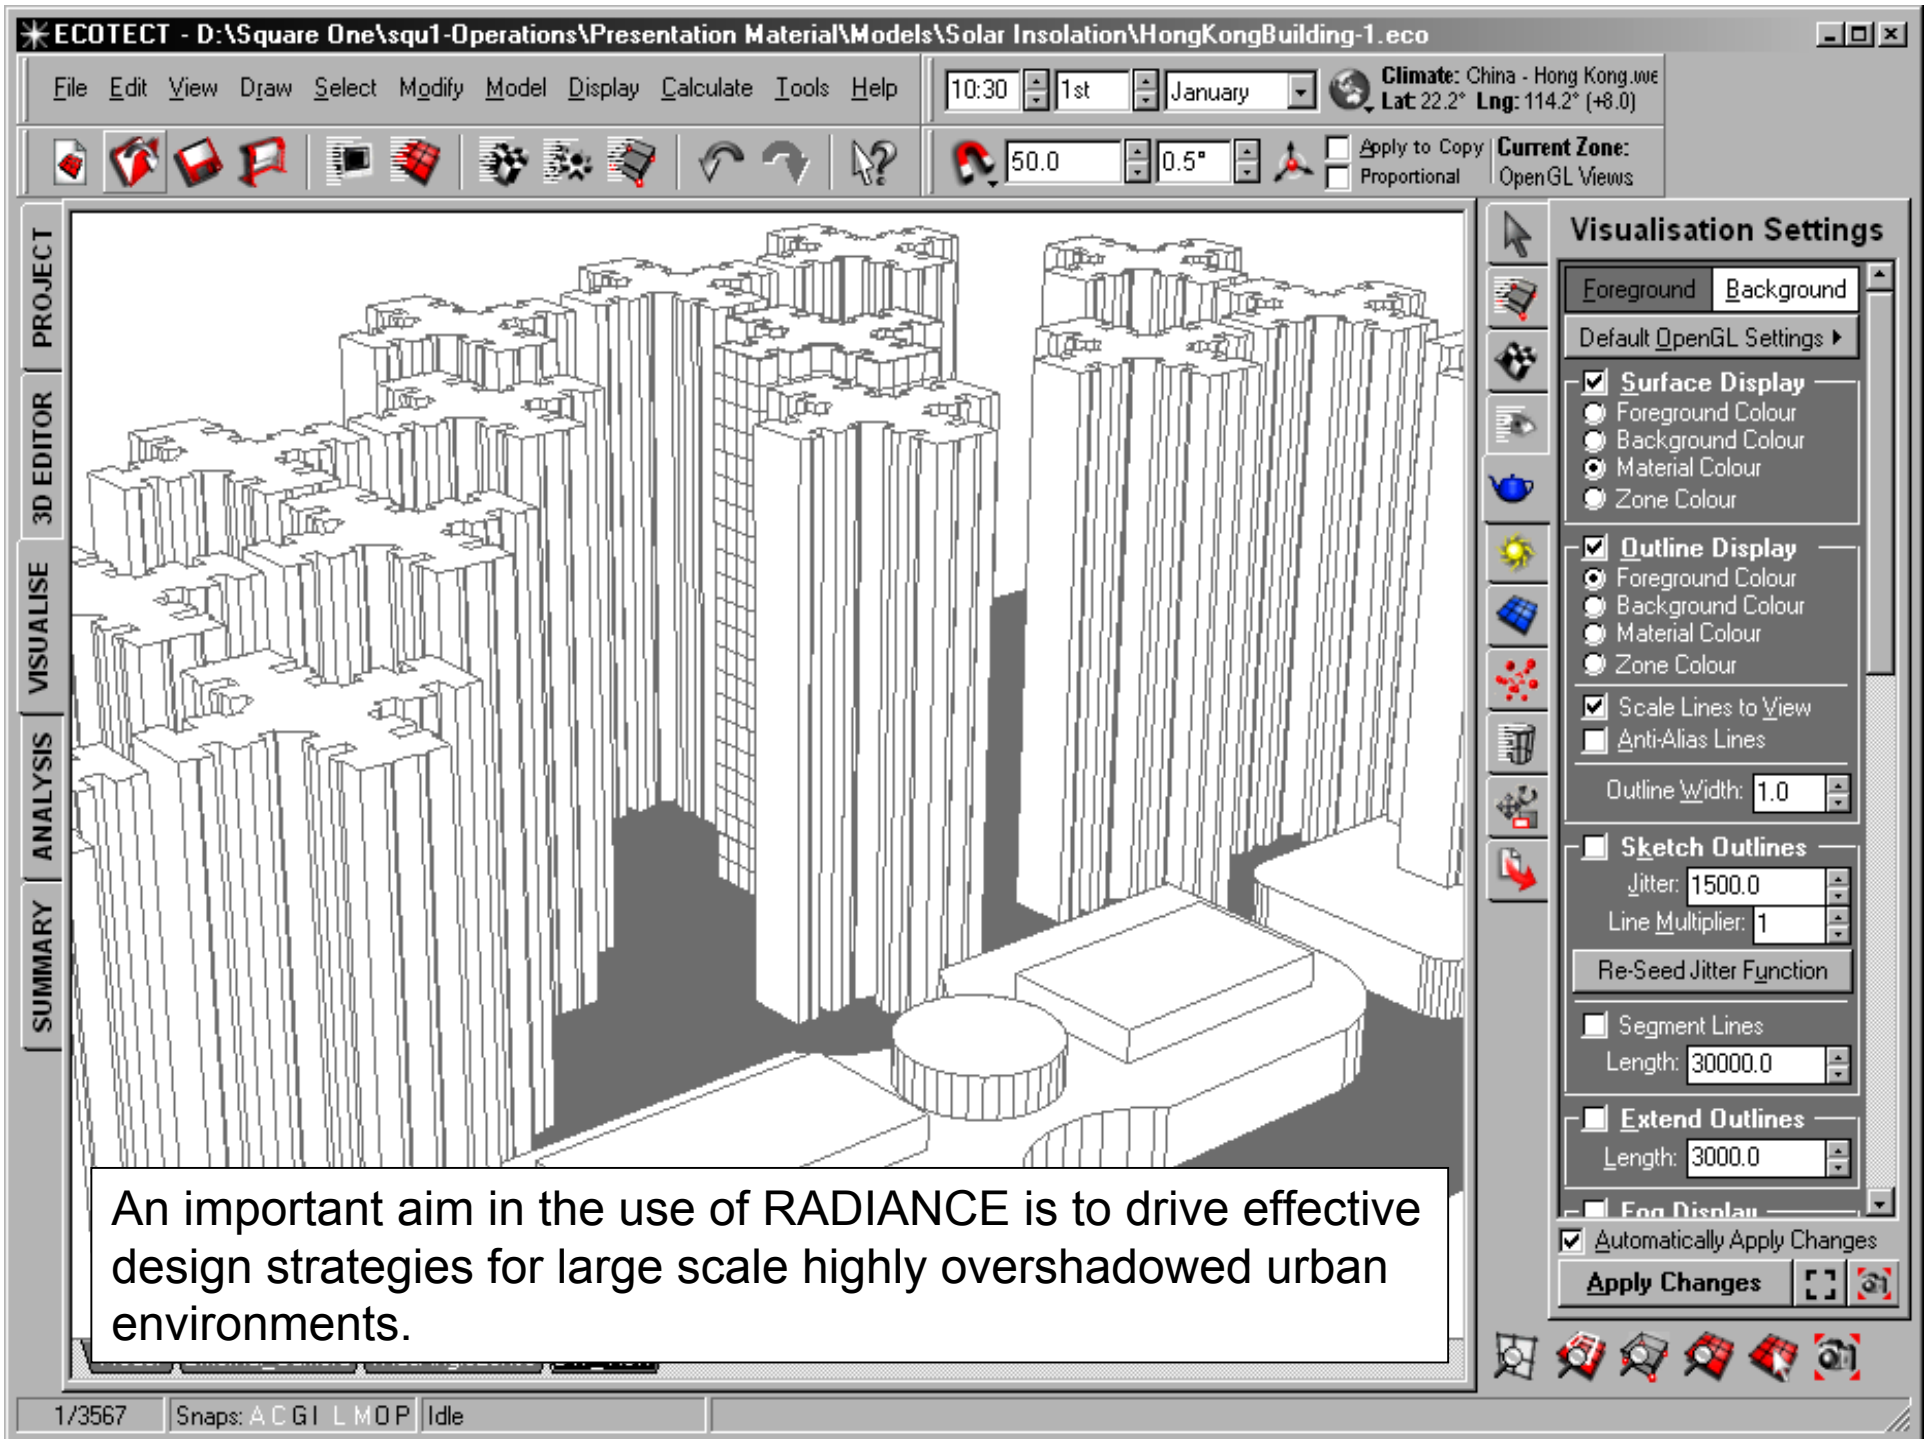 ECOTECT - D:\Square One\squ1-Operations\Presentation Material\Models\Solar Insolation\HongKongBuilding-1.eco
File Edit View Draw Select Modify Model Display Calculate Tools Help
10:30 1st January
Climate: China - Hong Kong.we
Lat: 22.2° Lng: 114.2° (+8.0)
50.0 0.5°
Apply to Copy
Proportional
Current Zone:
OpenGL Views
PROJECT
3D EDITOR
VISUALISE
ANALYSIS
SUMMARY
Visualisation Settings
Foreground Background
Default OpenGL Settings
Surface Display
Foreground Colour
Background Colour
Material Colour
Zone Colour
Outline Display
Foreground Colour
Background Colour
Material Colour
Zone Colour
Scale Lines to View
Anti-Alias Lines
Outline Width: 1.0
Sketch Outlines
Jitter: 1500.0
Line Multiplier: 1
Re-Seed Jitter Function
Segment Lines
Length: 30000.0
Extend Outlines
Length: 3000.0
Fog Display
Automatically Apply Changes
Apply Changes
An important aim in the use of RADIANCE is to drive effective
design strategies for large scale highly overshadowed urban
environments.
1/3567 Snaps: A C G I L M O P Idle